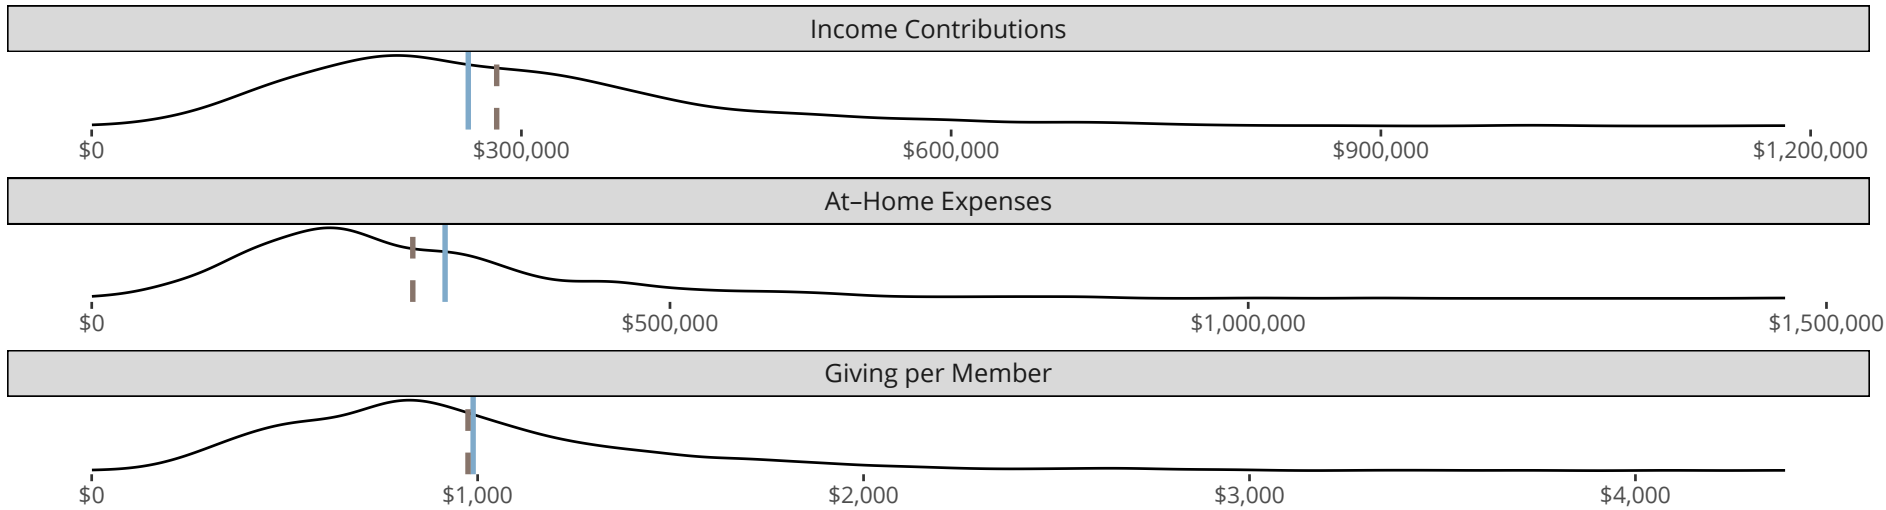 Income Contributions
$0 $300,000 $600,000 $900,000 $1,200,000
At–Home Expenses
$0 $500,000 $1,000,000 $1,500,000
Giving per Member
$0 $1,000 $2,000 $3,000 $4,000